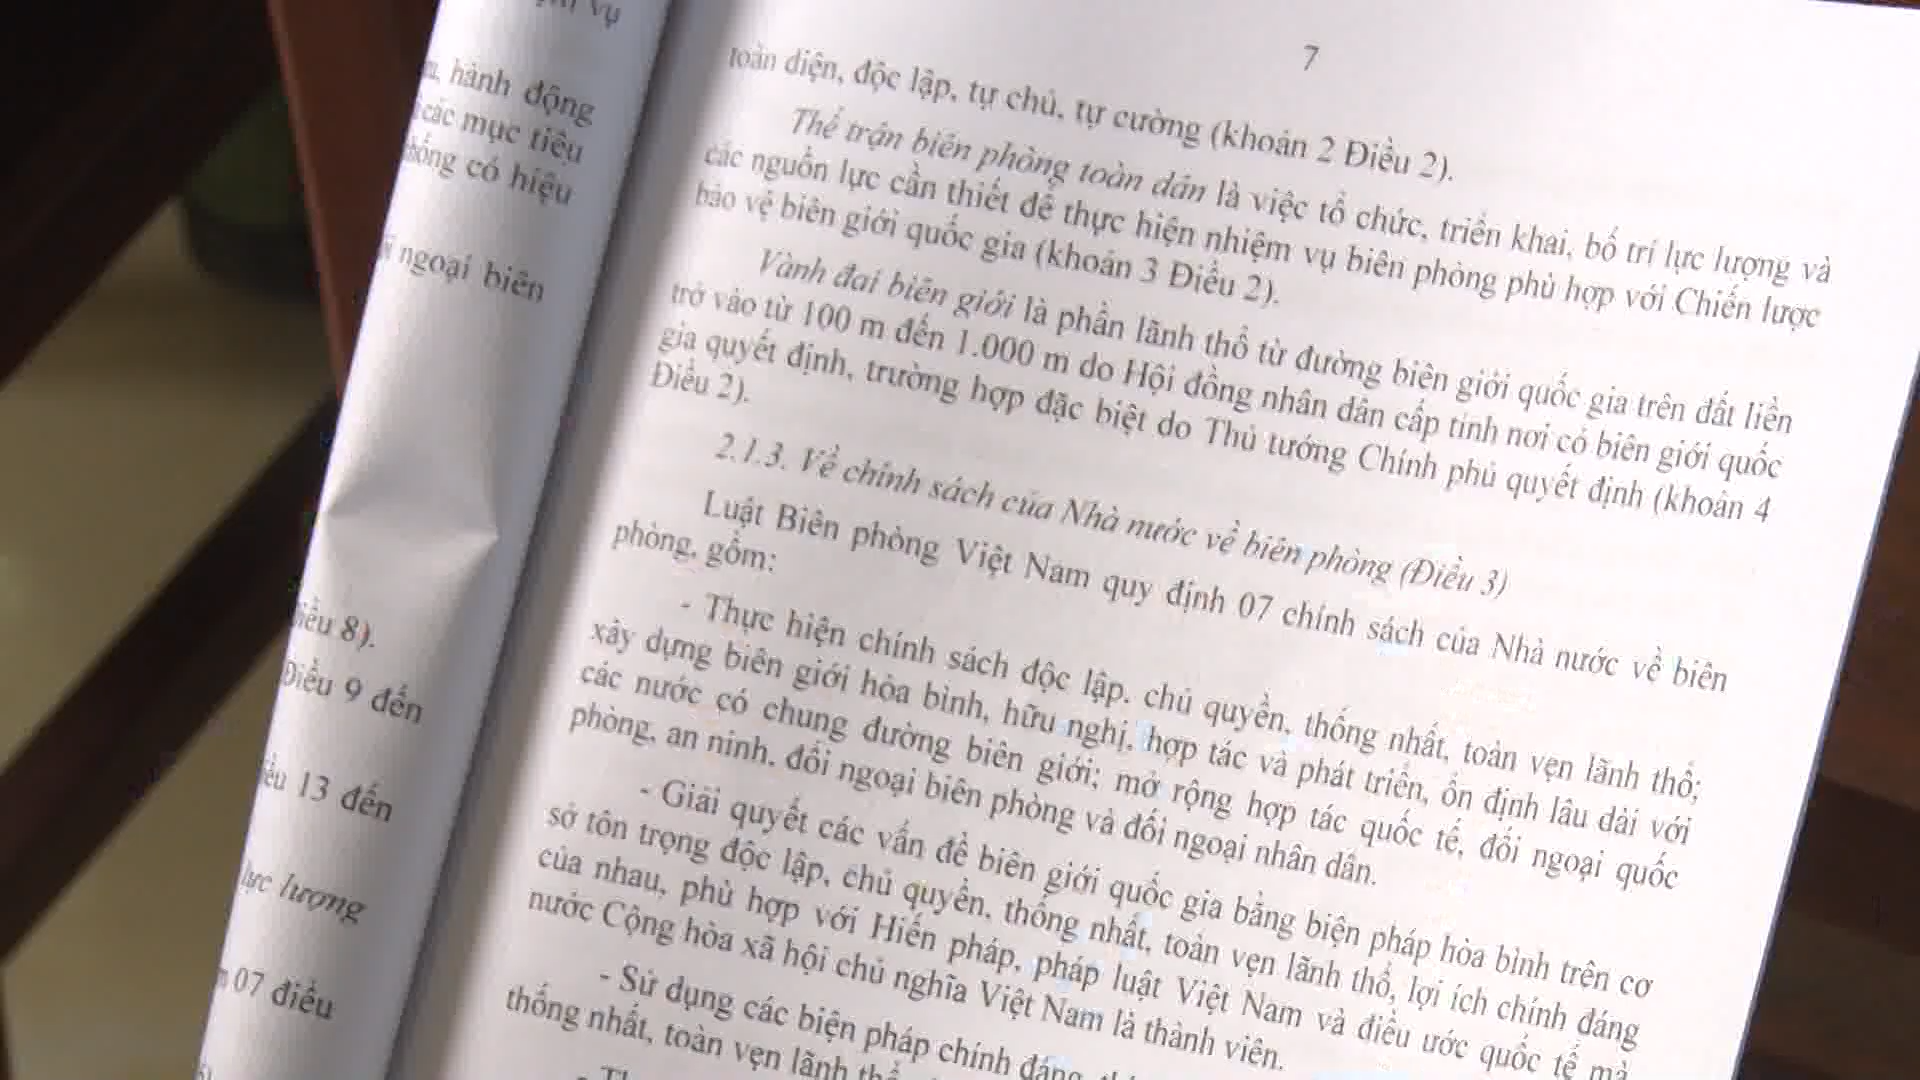 vụ
hành động
các mục tiêu
có hiệu
ngoại biên
8).
Điều 9 đến
13 đến
lực lượng
07 điều
7
toàn diện, độc lập, tự chủ, tự cường (khoản 2 Điều 2).
Thế trận biên phòng toàn dân là việc tổ chức, triển khai, bố trí lực lượng và
các nguồn lực cần thiết để thực hiện nhiệm vụ biên phòng phù hợp với Chiến lược
bảo vệ biên giới quốc gia (khoản 3 Điều 2).
Vành đai biên giới là phần lãnh thổ từ đường biên giới quốc gia trên đất liền
trở vào từ 100 m đến 1.000 m do Hội đồng nhân dân cấp tỉnh nơi có biên giới quốc
gia quyết định, trường hợp đặc biệt do Thủ tướng Chính phủ quyết định (khoản 4
Điều 2).
2.1.3. Về chính sách của Nhà nước về biên phòng (Điều 3)
Luật Biên phòng Việt Nam quy định 07 chính sách của Nhà nước về biên
phòng, gồm:
- Thực hiện chính sách độc lập, chủ quyền, thống nhất, toàn vẹn lãnh thổ;
xây dựng biên giới hòa bình, hữu nghị, hợp tác và phát triển, ổn định lâu dài với
các nước có chung đường biên giới; mở rộng hợp tác quốc tế, đối ngoại quốc
phòng, an ninh, đối ngoại biên phòng và đối ngoại nhân dân.
- Giải quyết các vấn đề biên giới quốc gia bằng biện pháp hòa bình trên cơ
sở tôn trọng độc lập, chủ quyền, thống nhất, toàn vẹn lãnh thổ, lợi ích chính đáng
của nhau, phù hợp với Hiến pháp, pháp luật Việt Nam và điều ước quốc tế mà
nước Cộng hòa xã hội chủ nghĩa Việt Nam là thành viên.
- Sử dụng các biện pháp chính đáng
thống nhất, toàn vẹn lãnh thổ